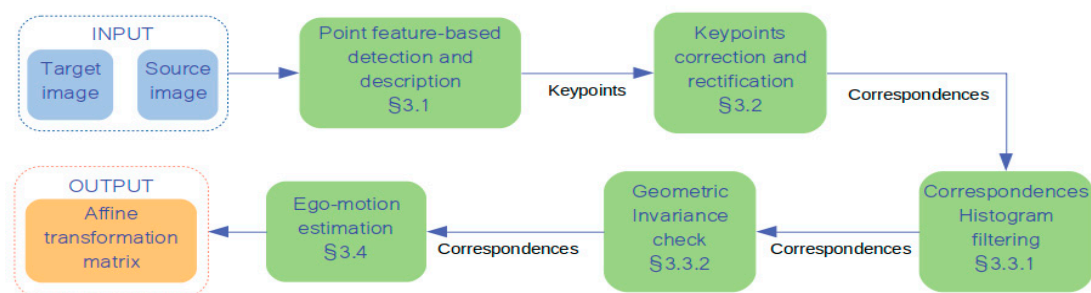 INPUT
Target
image
Source
image
Point feature-based
detection and
description
§3.1
Keypoints
Keypoints
correction and
rectification
§3.2
Correspondences
Correspondences
Histogram
filtering
§3.3.1
Correspondences
Geometric
Invariance
check
§3.3.2
Correspondences
Ego-motion
estimation
§3.4
OUTPUT
Affine
transformation
matrix